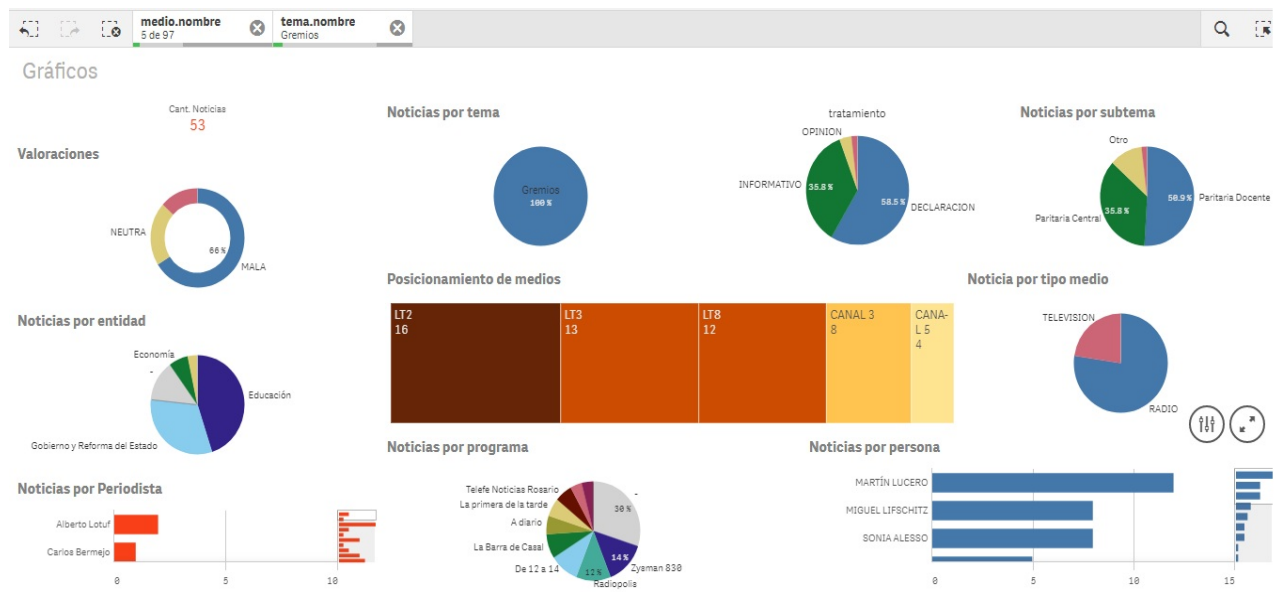 medio.nombre
5 de 97
tema.nombre
Gremios
Gráficos
Cant. Noticias
53
Valoraciones
NEUTRA
66 %
MALA
Noticias por tema
Gremios
100 %
tratamiento
OPINION
INFORMATIVO
35.8 %
58.5 %
DECLARACION
Noticias por subtema
Otro
Paritaria Central
35.8 %
50.9 %
Paritaria Docente
Noticias por entidad
Economía
-
Educación
Gobierno y Reforma del Estado
Posicionamiento de medios
LT2
16
LT3
13
LT8
12
CANAL 3
8
CANA-
L 5
4
Noticia por tipo medio
TELEVISION
RADIO
Noticias por Periodista
Alberto Lotuf
Carlos Bermejo
0
5
10
Noticias por programa
Telefe Noticias Rosario
La primera de la tarde
A diario
La Barra de Casal
De 12 a 14
Radiopolis
12 %
14 %
Zysman 830
30 %
-
Noticias por persona
MARTÍN LUCERO
MIGUEL LIFSCHITZ
SONIA ALESSO
0
5
10
15